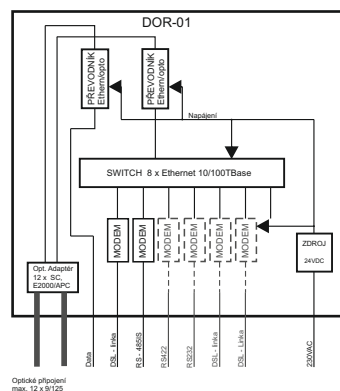 DOR-01
PŘEVODNÍK
Ethern/opto
PŘEVODNÍK
Ethern/opto
Napájení
SWITCH 8 x Ethernet 10/100TBase
MODEM
MODEM
MODEM
MODEM
MODEM
MODEM
ZDROJ
24VDC
Opt. Adaptér
12 x SC,
E2000/APC
Data
DSL - linka
RS - 485IS
RS422
RS232
DSL - linka
DSL - Linka
230VAC
Optické připojení
max. 12 x 9/125